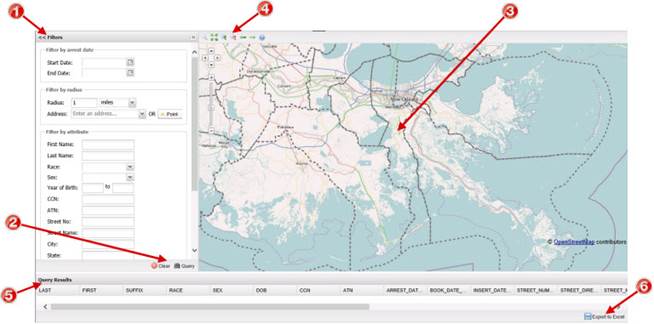 1
4
3
<< Filters
Filter by arrest date
Start Date:
End Date:
Filter by radius
Radius: 1 miles
Address: Enter an address... OR Point
Filter by attribute
First Name:
Last Name:
Race:
Sex:
Year of Birth: to
CCN:
ATN:
Street No:
Street Name:
City:
State:
2
Clear Query
New Orleans
© OpenStreetMap contributors
Query Results
5
6
LAST FIRST SUFFIX RACE SEX DOB CCN ATN ARREST_DAT... BOOK_DATE_... INSERT_DATE... STREET_NUM... STREET_DIRE... STREET_N
Export to Excel